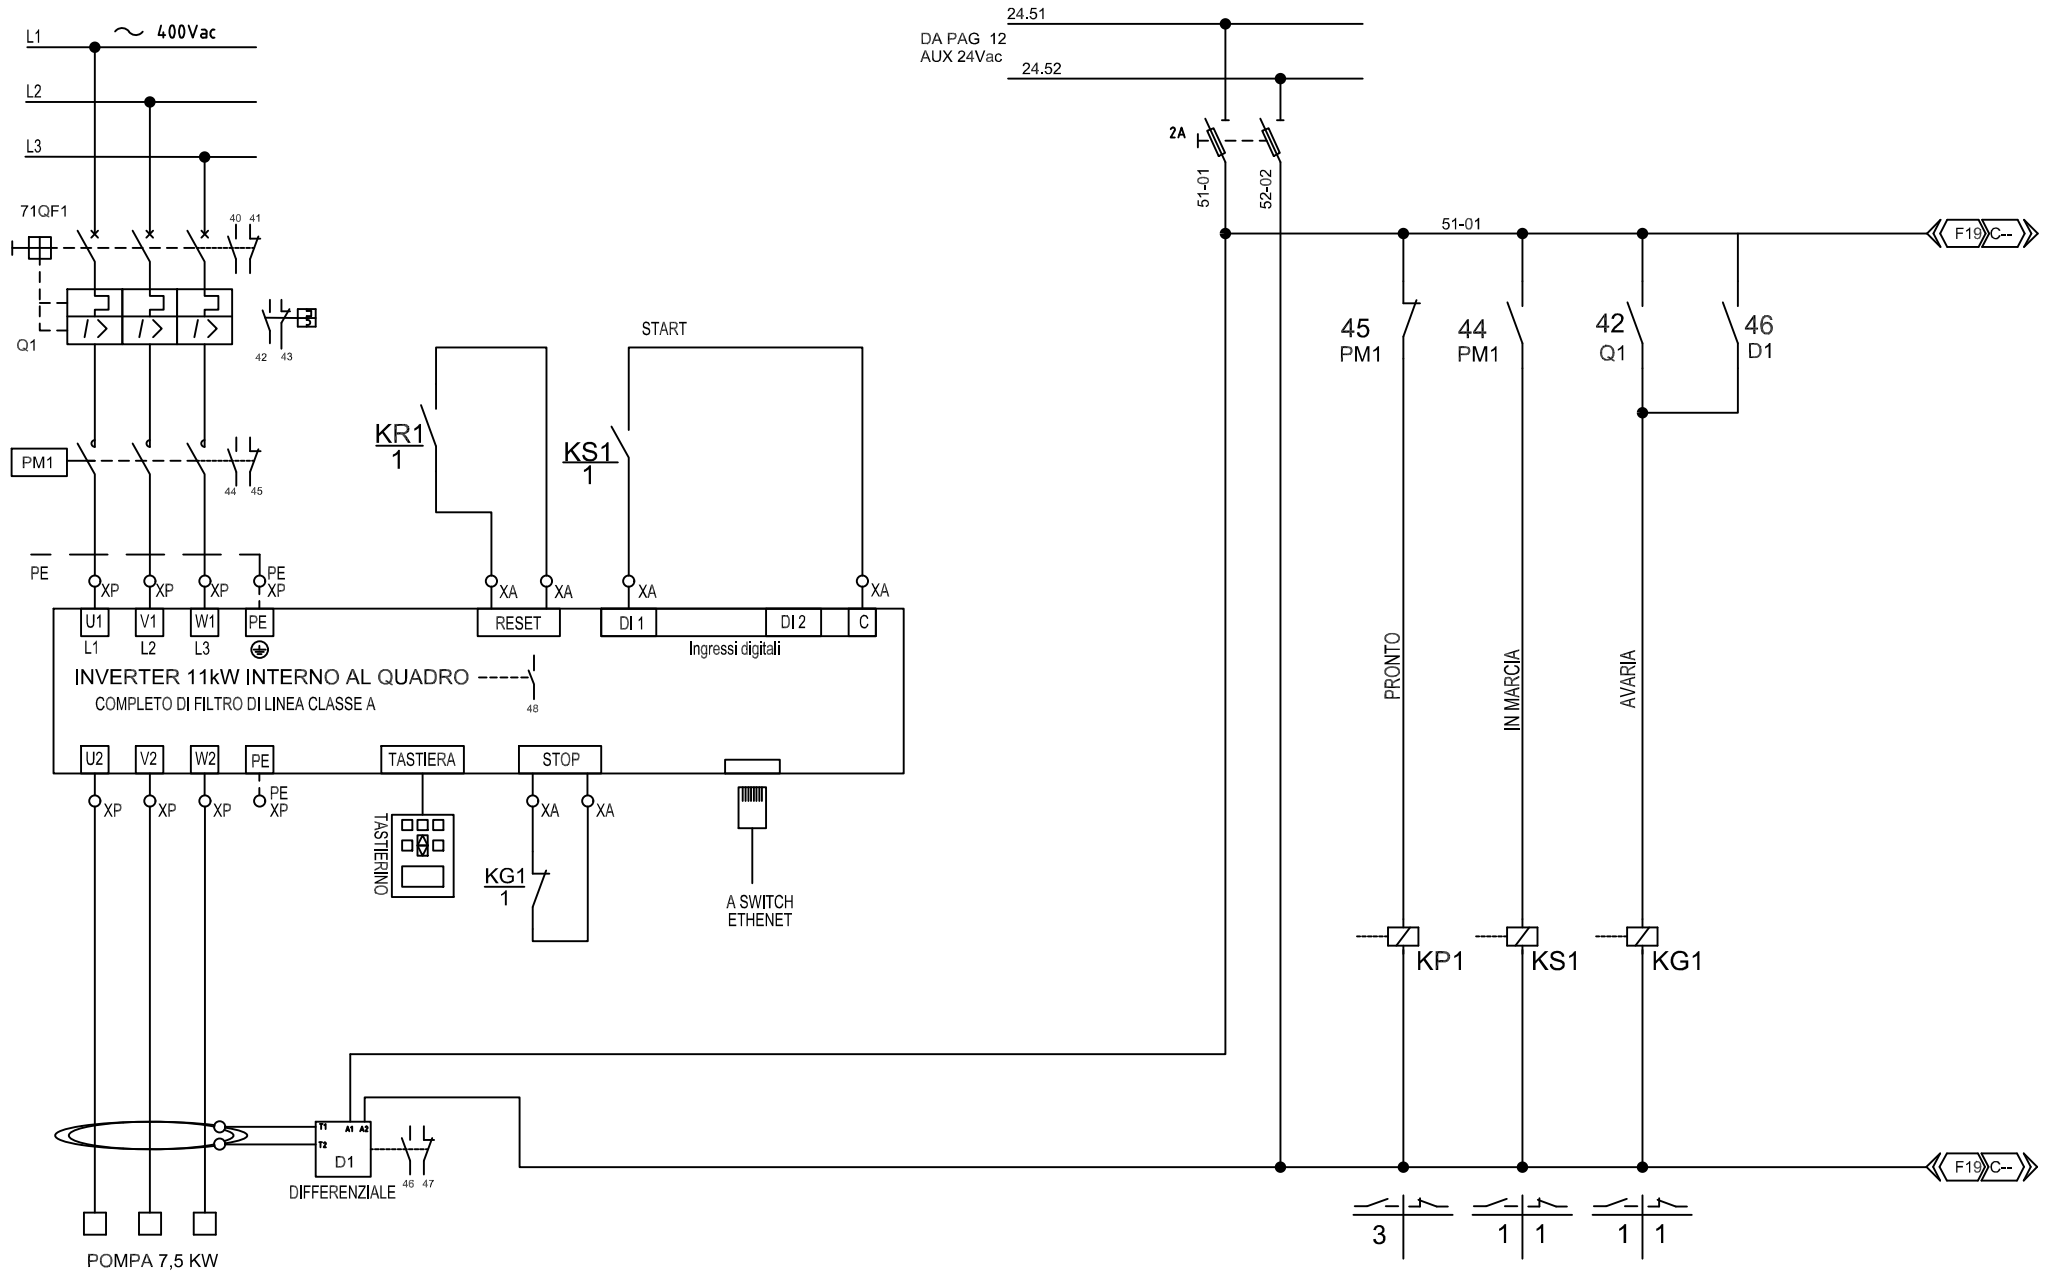 24.51
L1
400Vac
DA PAG 12
AUX 24Vac
24.52
L2
2A
L3
51-01
52-02
71QF1
40 41
51-01
F19 C--
Q1
42 43
START
45
PM1
44
PM1
42
Q1
46
D1
KR1
1
KS1
1
PM1
44 45
PE
XP XP XP PE
XP
XA XA XA XA
U1 V1 W1 PE
RESET
DI 1
DI 2
C
L1 L2 L3
Ingressi digitali
INVERTER 11kW INTERNO AL QUADRO
COMPLETO DI FILTRO DI LINEA CLASSE A
48
PRONTO
IN MARCIA
AVARIA
U2 V2 W2 PE
TASTIERA
STOP
XP XP XP PE
XP
XA XA
TASTIERINO
KG1
1
A SWITCH
ETHENET
KP1
KS1
KG1
T1 A1 A2
T2
D1
46 47
DIFFERENZIALE
F19 C--
3
1 1
1 1
POMPA 7,5 KW